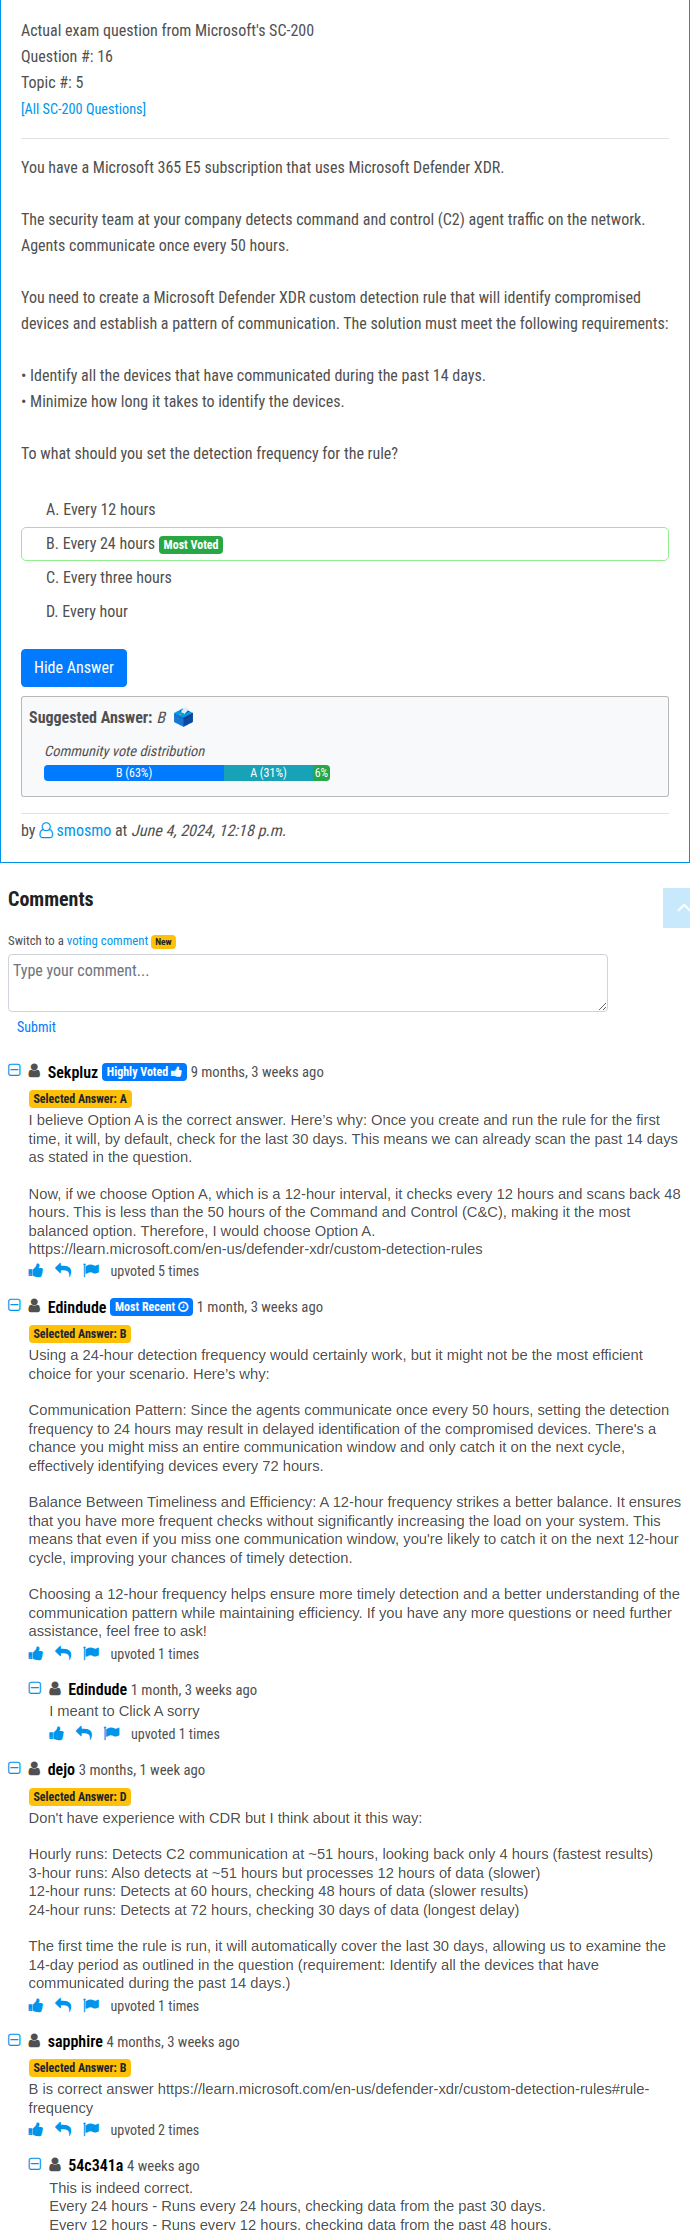 Actual exam question from Microsoft's SC-200
Question #: 16
Topic #: 5
[All SC-200 Questions]
You have a Microsoft 365 E5 subscription that uses Microsoft Defender XDR.
The security team at your company detects command and control (C2) agent traffic on the network.
Agents communicate once every 50 hours.
You need to create a Microsoft Defender XDR custom detection rule that will identify compromised
devices and establish a pattern of communication. The solution must meet the following requirements:
• Identify all the devices that have communicated during the past 14 days.
• Minimize how long it takes to identify the devices.
To what should you set the detection frequency for the rule?
A. Every 12 hours
B. Every 24 hours Most Voted
C. Every three hours
D. Every hour
Hide Answer
Suggested Answer: B
Community vote distribution
B (63%) A (31%) 6%
by smosmo at June 4, 2024, 12:18 p.m.
Comments
Switch to a voting comment New
Type your comment...
Submit
Sekpluz Highly Voted 9 months, 3 weeks ago
Selected Answer: A
I believe Option A is the correct answer. Here's why: Once you create and run the rule for the first
time, it will, by default, check for the last 30 days. This means we can already scan the past 14 days
as stated in the question.
Now, if we choose Option A, which is a 12-hour interval, it checks every 12 hours and scans back 48
hours. This is less than the 50 hours of the Command and Control (C&C), making it the most
balanced option. Therefore, I would choose Option A.
https://learn.microsoft.com/en-us/defender-xdr/custom-detection-rules
upvoted 5 times
Edindude Most Recent 1 month, 3 weeks ago
Selected Answer: B
Using a 24-hour detection frequency would certainly work, but it might not be the most efficient
choice for your scenario. Here's why:
Communication Pattern: Since the agents communicate once every 50 hours, setting the detection
frequency to 24 hours may result in delayed identification of the compromised devices. There's a
chance you might miss an entire communication window and only catch it on the next cycle,
effectively identifying devices every 72 hours.
Balance Between Timeliness and Efficiency: A 12-hour frequency strikes a better balance. It ensures
that you have more frequent checks without significantly increasing the load on your system. This
means that even if you miss one communication window, you're likely to catch it on the next 12-hour
cycle, improving your chances of timely detection.
Choosing a 12-hour frequency helps ensure more timely detection and a better understanding of the
communication pattern while maintaining efficiency. If you have any more questions or need further
assistance, feel free to ask!
upvoted 1 times
Edindude 1 month, 3 weeks ago
I meant to Click A sorry
upvoted 1 times
dejo 3 months, 1 week ago
Selected Answer: D
Don't have experience with CDR but I think about it this way:
Hourly runs: Detects C2 communication at ~51 hours, looking back only 4 hours (fastest results)
3-hour runs: Also detects at ~51 hours but processes 12 hours of data (slower)
12-hour runs: Detects at 60 hours, checking 48 hours of data (slower results)
24-hour runs: Detects at 72 hours, checking 30 days of data (longest delay)
The first time the rule is run, it will automatically cover the last 30 days, allowing us to examine the
14-day period as outlined in the question (requirement: Identify all the devices that have
communicated during the past 14 days.)
upvoted 1 times
sapphire 4 months, 3 weeks ago
Selected Answer: B
B is correct answer https://learn.microsoft.com/en-us/defender-xdr/custom-detection-rules#rule-
frequency
upvoted 2 times
54c341a 4 weeks ago
This is indeed correct.
Every 24 hours - Runs every 24 hours, checking data from the past 30 days.
Every 12 hours - Runs every 12 hours, checking data from the past 48 hours.